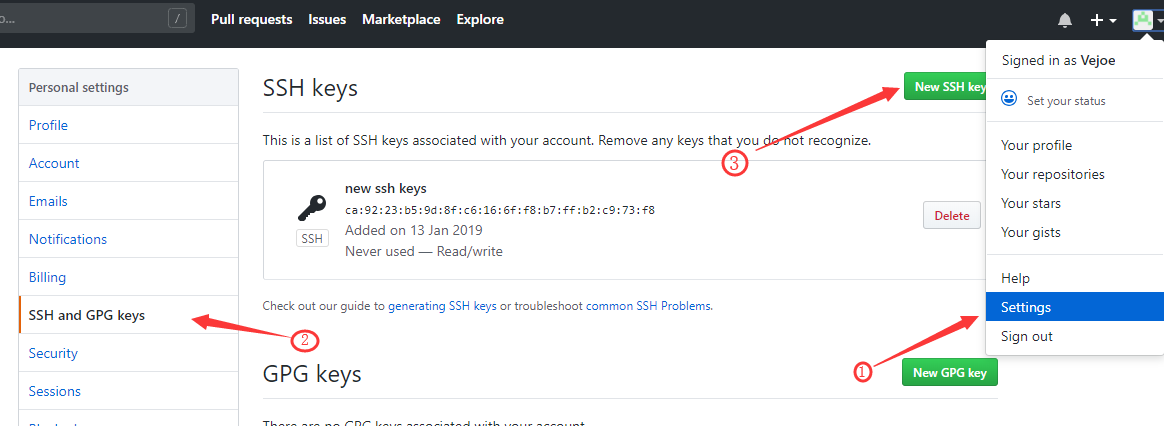 o...
/
Pull requests Issues Marketplace Explore
Signed in as Vejoe
Set your status
Your profile
Your repositories
Your stars
Your gists
Help
Settings
Sign out
Personal settings
Profile
Account
Emails
Notifications
Billing
SSH and GPG keys
Security
Sessions
SSH keys
New SSH key
This is a list of SSH keys associated with your account. Remove any keys that you do not recognize.
new ssh keys
ca:92:23:b5:9d:8f:c6:16:6f:f8:b7:ff:b2:c9:73:f8
Added on 13 Jan 2019
Never used — Read/write
SSH
Delete
Check out our guide to generating SSH keys or troubleshoot common SSH Problems.
GPG keys
New GPG key
There are no GPG keys associated with your account.
①
②
③